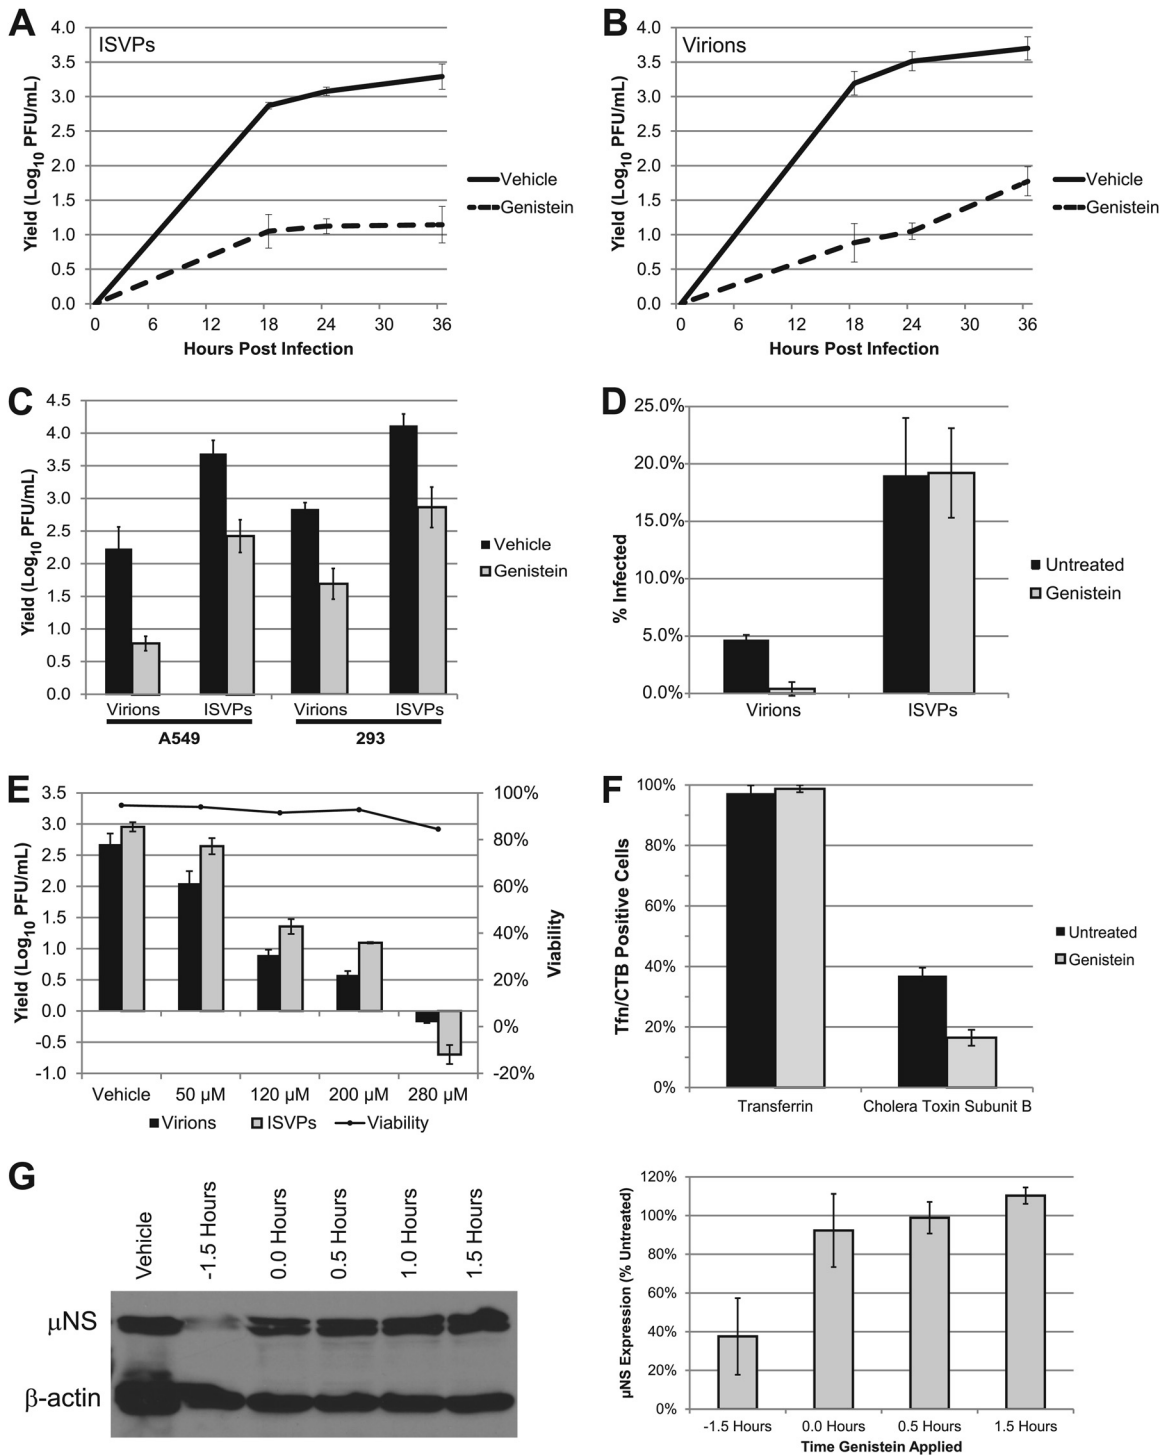 A
ISVPs
4.0
3.5
3.0
2.5
2.0
1.5
1.0
0.5
0.0
Yield (Log10 PFU/mL)
0 6 12 18 24 30 36
Hours Post Infection
Vehicle
Genistein
B
Virions
4.0
3.5
3.0
2.5
2.0
1.5
1.0
0.5
0.0
Yield (Log10 PFU/mL)
0 6 12 18 24 30 36
Hours Post Infection
Vehicle
Genistein
C
4.5
4.0
3.5
3.0
2.5
2.0
1.5
1.0
0.5
0.0
Yield (Log10 PFU/mL)
Virions ISVPs Virions ISVPs
A549 293
Vehicle
Genistein
D
25.0%
20.0%
15.0%
10.0%
5.0%
0.0%
% Infected
Virions ISVPs
Untreated
Genistein
E
3.5
3.0
2.5
2.0
1.5
1.0
0.5
0.0
-0.5
-1.0
Yield (Log10 PFU/mL)
100%
80%
60%
40%
20%
0%
-20%
Viability
Vehicle 50 µM 120 µM 200 µM 280 µM
Virions ISVPs Viability
F
100%
80%
60%
40%
20%
0%
Tfn/CTB Positive Cells
Transferrin Cholera Toxin Subunit B
Untreated
Genistein
G
Vehicle
-1.5 Hours
0.0 Hours
0.5 Hours
1.0 Hours
1.5 Hours
µNS
β-actin
120%
100%
80%
60%
40%
20%
0%
µNS Expression (% Untreated)
-1.5 Hours 0.0 Hours 0.5 Hours 1.5 Hours
Time Genistein Applied